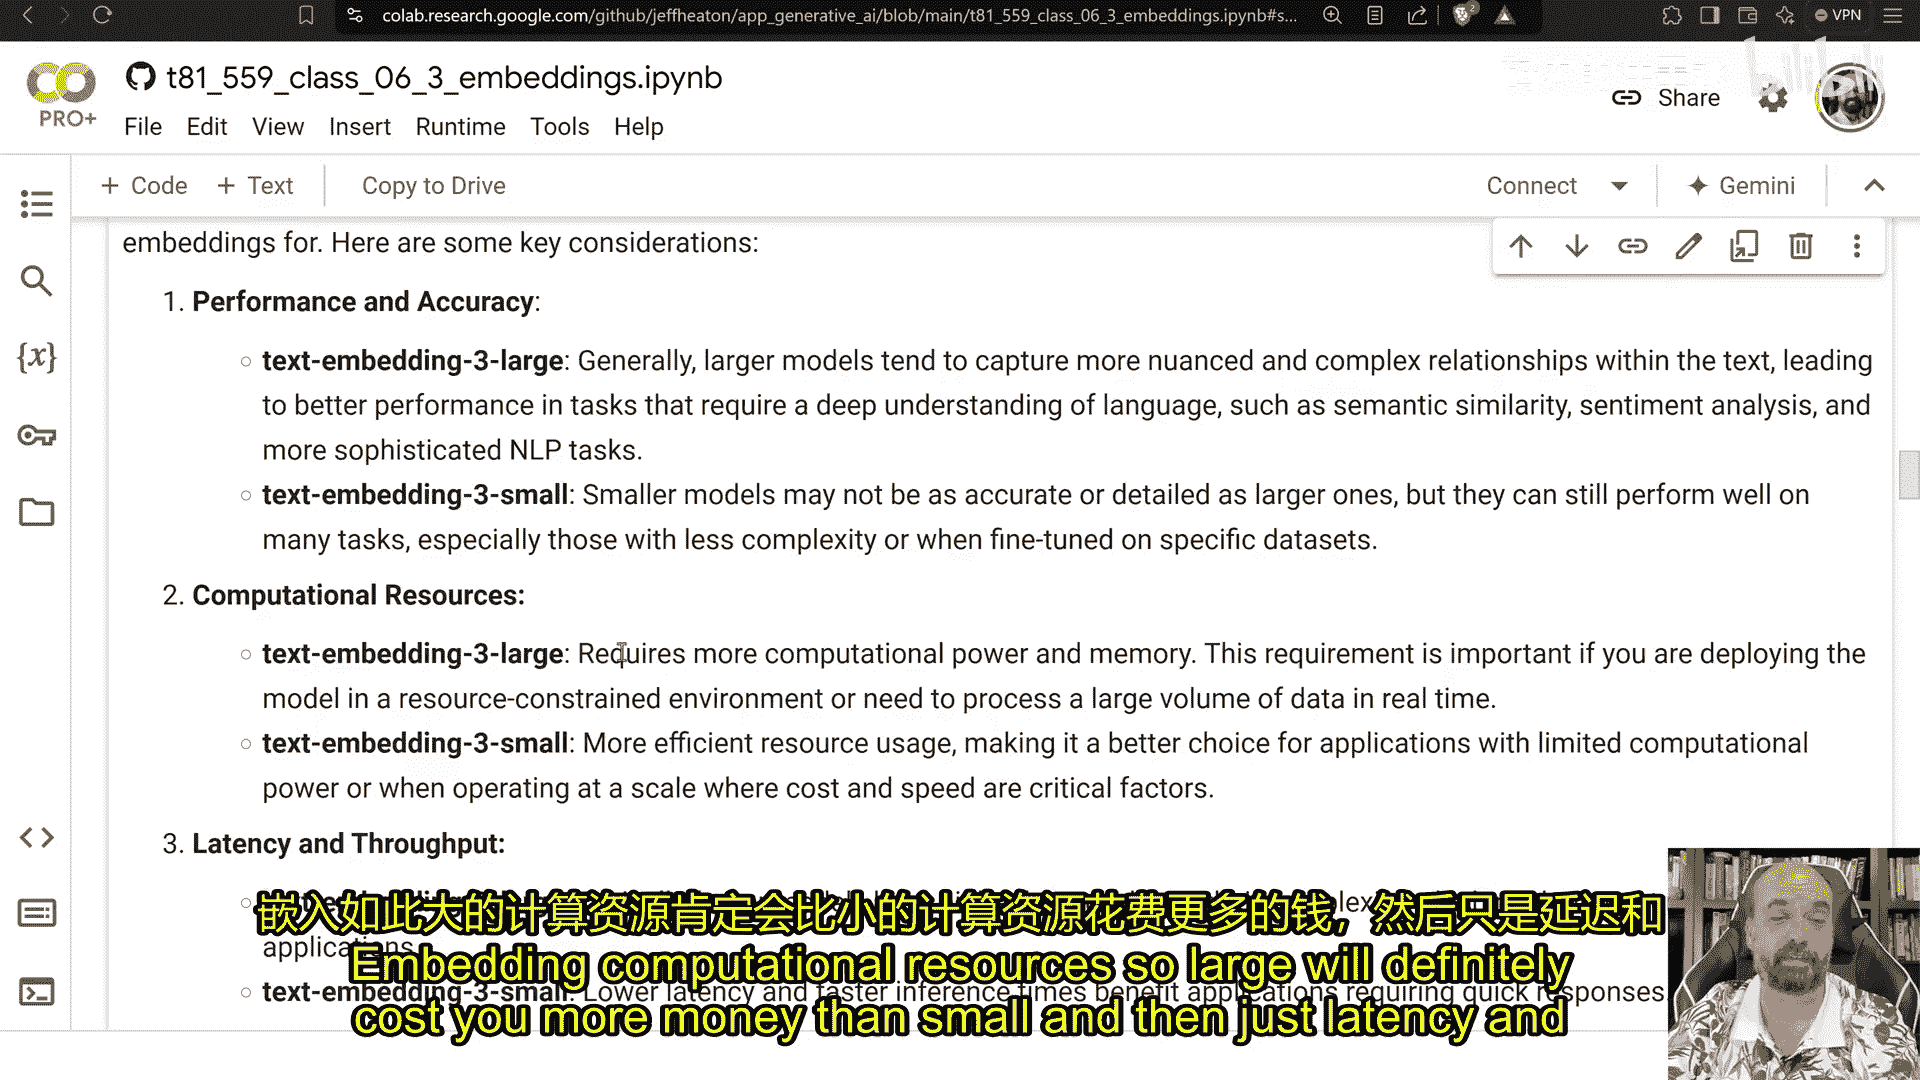 colab.research.google.com/github/jeffheaton/app_generative_ai/blob/main/t81_559_class_06_3_embeddings.ipynb#s...
2
VPN
t81_559_class_06_3_embeddings.ipynb
bilibili
PRO+
File Edit View Insert Runtime Tools Help
Share
+ Code + Text Copy to Drive
Connect
Gemini
embeddings for. Here are some key considerations:
1. Performance and Accuracy:
text-embedding-3-large: Generally, larger models tend to capture more nuanced and complex relationships within the text, leading
to better performance in tasks that require a deep understanding of language, such as semantic similarity, sentiment analysis, and
more sophisticated NLP tasks.
text-embedding-3-small: Smaller models may not be as accurate or detailed as larger ones, but they can still perform well on
many tasks, especially those with less complexity or when fine-tuned on specific datasets.
2. Computational Resources:
text-embedding-3-large: Requires more computational power and memory. This requirement is important if you are deploying the
model in a resource-constrained environment or need to process a large volume of data in real time.
text-embedding-3-small: More efficient resource usage, making it a better choice for applications with limited computational
power or when operating at a scale where cost and speed are critical factors.
3. Latency and Throughput:
嵌入如此大的计算资源肯定会比小的计算资源花费更多的钱，然后只是延迟和
applications.
Embedding computational resources so large will definitely
text-embedding-3-small: Lower latency and faster inference times benefit applications requiring quick responses.
cost you more money than small and then just latency and